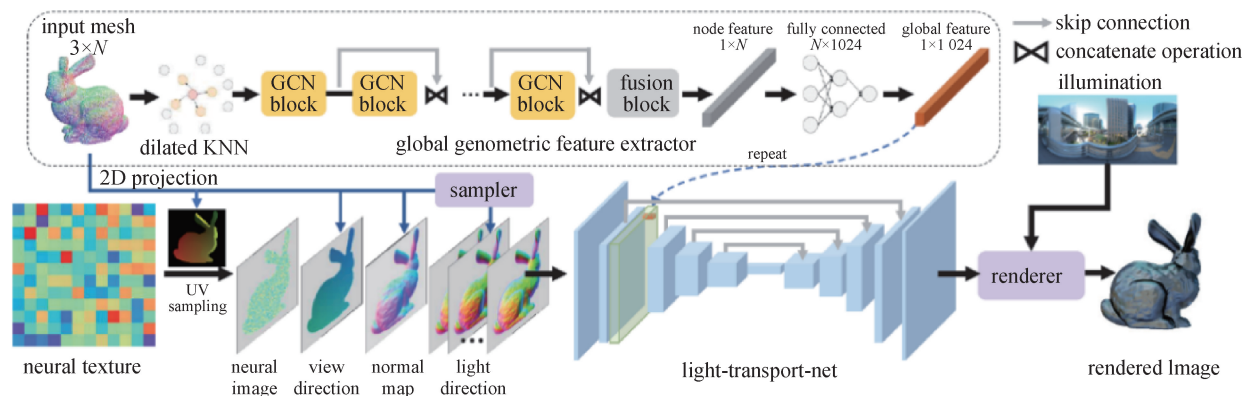 input mesh
3×N
dilated KNN
GCN
block
GCN
block
...
GCN
block
fusion
block
global genometric feature extractor
node feature
1×N
fully connected
N×1024
global feature
1×1 024
skip connection
concatenate operation
illumination
2D projection
sampler
repeat
UV
sampling
neural texture
neural
image
view
direction
normal
map
light
direction
light-transport-net
renderer
rendered lmage